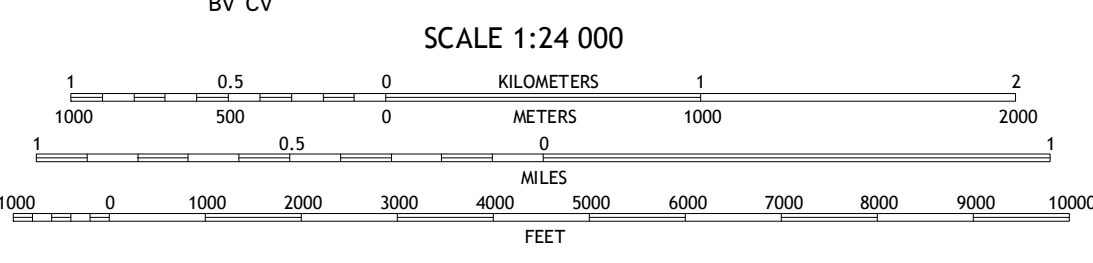 BV CV
SCALE 1:24 000
1 0.5 0 KILOMETERS 1 2
1000 500 0 METERS 1000 2000
1 0.5 0 1
MILES
1000 0 1000 2000 3000 4000 5000 6000 7000 8000 9000 10000
FEET